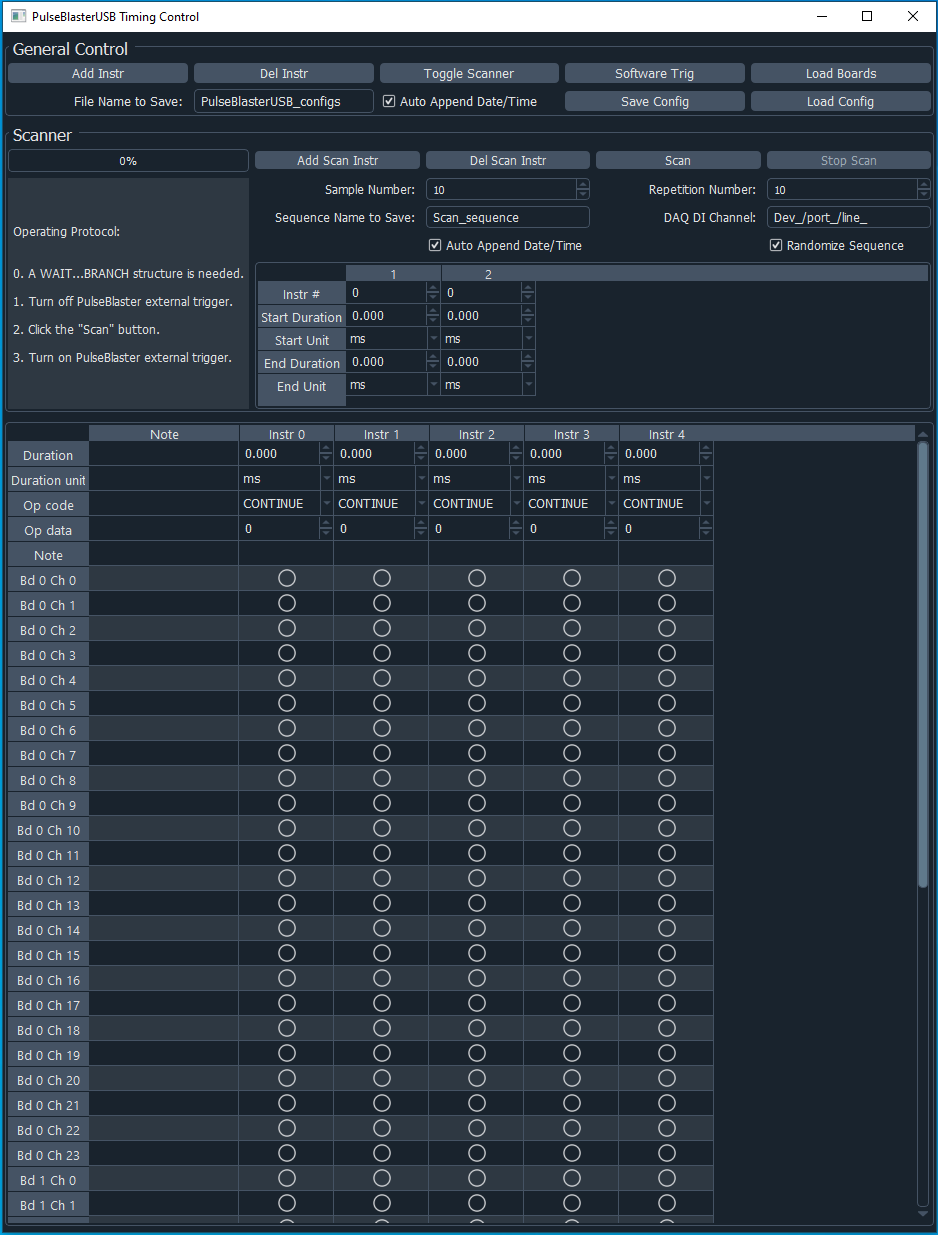 PulseBlasterUSB Timing Control
General Control
Add Instr Del Instr Toggle Scanner Software Trig Load Boards
File Name to Save: PulseBlasterUSB_configs Auto Append Date/Time Save Config Load Config
Scanner
0% Add Scan Instr Del Scan Instr Scan Stop Scan
Sample Number: 10 Repetition Number: 10
Sequence Name to Save: Scan_sequence DAQ DI Channel: Dev_/port_/line_
Auto Append Date/Time Randomize Sequence
Operating Protocol:
0. A WAIT...BRANCH structure is needed.
1. Turn off PulseBlaster external trigger.
2. Click the "Scan" button.
3. Turn on PulseBlaster external trigger.
1 2
Instr # 0 0
Start Duration 0.000 0.000
Start Unit ms ms
End Duration 0.000 0.000
End Unit ms ms
Note Instr 0 Instr 1 Instr 2 Instr 3 Instr 4
Duration 0.000 0.000 0.000 0.000 0.000
Duration unit ms ms ms ms ms
Op code CONTINUE CONTINUE CONTINUE CONTINUE CONTINUE
Op data 0 0 0 0 0
Note
Bd 0 Ch 0
Bd 0 Ch 1
Bd 0 Ch 2
Bd 0 Ch 3
Bd 0 Ch 4
Bd 0 Ch 5
Bd 0 Ch 6
Bd 0 Ch 7
Bd 0 Ch 8
Bd 0 Ch 9
Bd 0 Ch 10
Bd 0 Ch 11
Bd 0 Ch 12
Bd 0 Ch 13
Bd 0 Ch 14
Bd 0 Ch 15
Bd 0 Ch 16
Bd 0 Ch 17
Bd 0 Ch 18
Bd 0 Ch 19
Bd 0 Ch 20
Bd 0 Ch 21
Bd 0 Ch 22
Bd 0 Ch 23
Bd 1 Ch 0
Bd 1 Ch 1